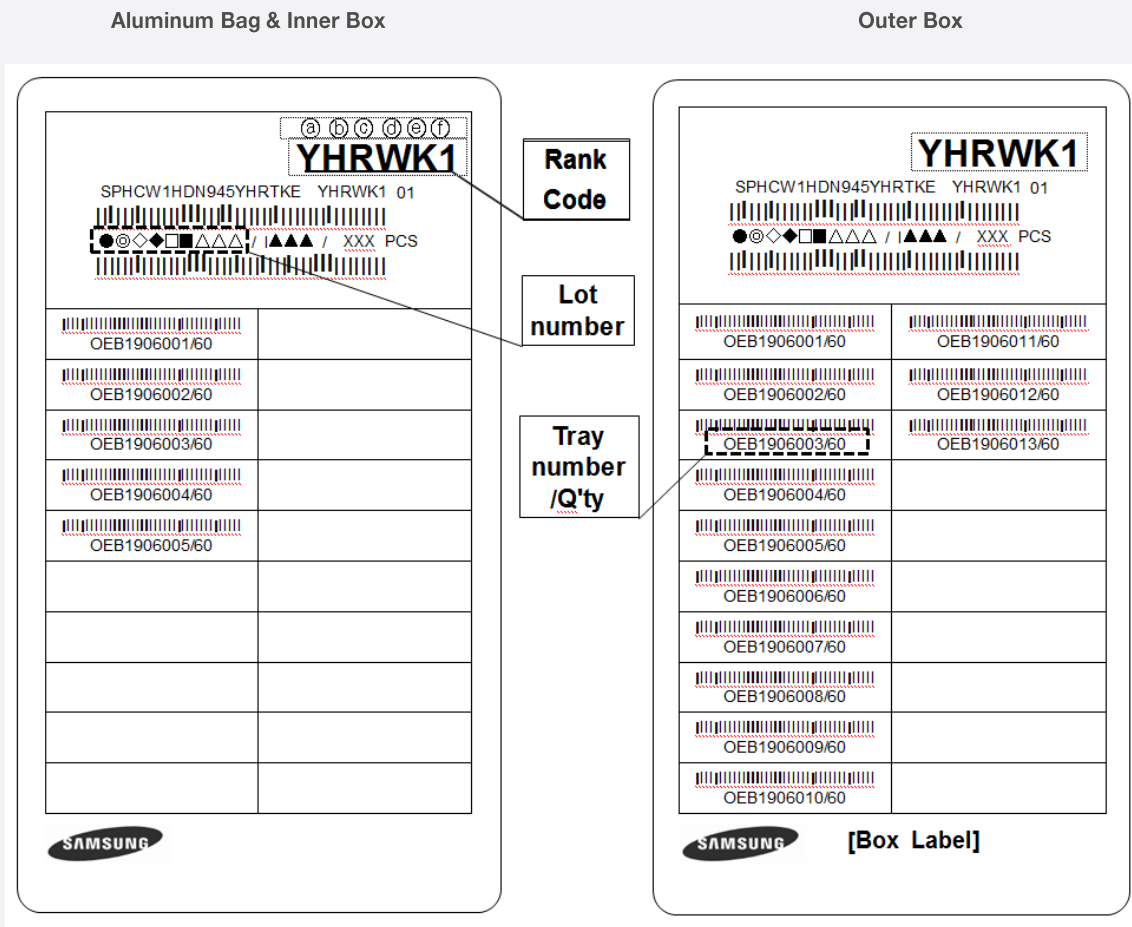 Aluminum Bag & Inner Box
ⓐ ⓑ ⓒ ⓓ ⓔ ⓕ
YHRWK1
SPHCW1HDN945YHRTKE YHRWK1 01
●◎◇◆□■△△△ / I▲▲▲ / XXX PCS
OEB1906001/60
OEB1906002/60
OEB1906003/60
OEB1906004/60
OEB1906005/60
SAMSUNG
Rank
Code
Lot
number
Tray
number
/Q'ty
Outer Box
YHRWK1
SPHCW1HDN945YHRTKE YHRWK1 01
●◎◇◆□■△△△ / I▲▲▲ / XXX PCS
OEB1906001/60 OEB1906011/60
OEB1906002/60 OEB1906012/60
OEB1906003/60 OEB1906013/60
OEB1906004/60
OEB1906005/60
OEB1906006/60
OEB1906007/60
OEB1906008/60
OEB1906009/60
OEB1906010/60
SAMSUNG
[Box Label]